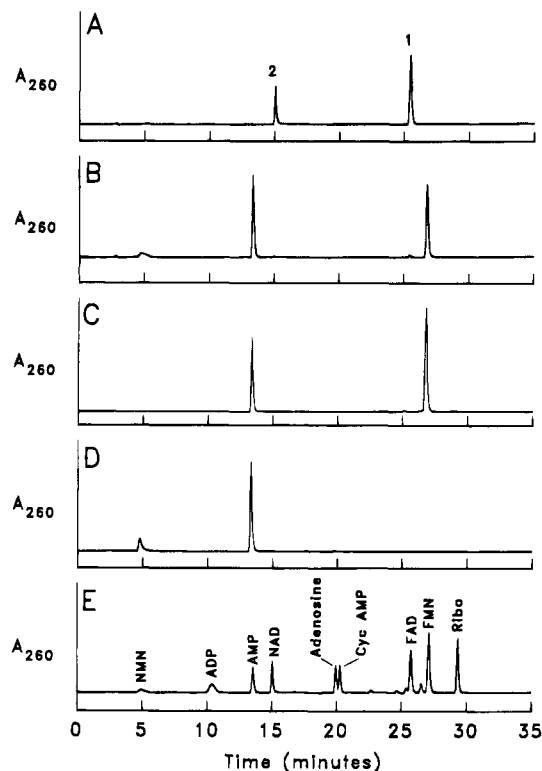 A
A260
2
1
B
A260
C
A260
D
A260
E
A260
NMN
ADP
AMP
NAD
Adenosine
Cyc AMP
FAD
FMN
Ribo
0 5 10 15 20 25 30 35
Time (minutes)